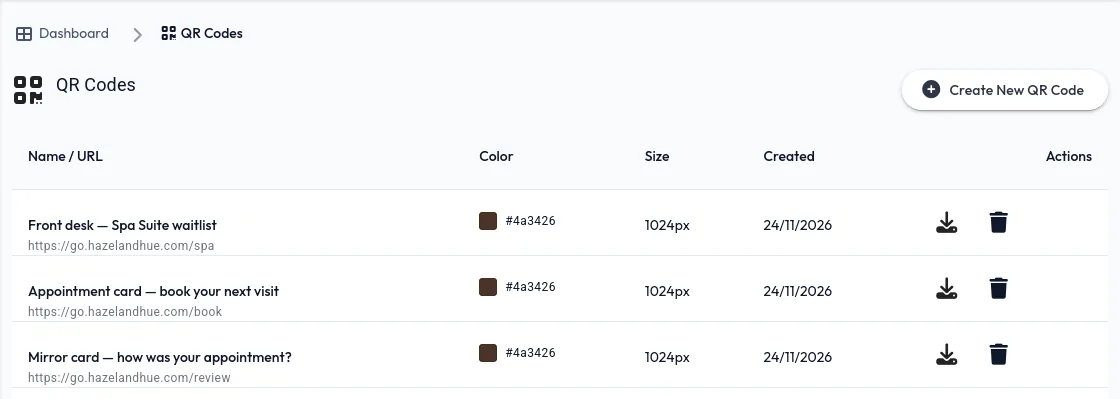 Dashboard > QR Codes
QR Codes
Create New QR Code
Name / URL Color Size Created Actions
Front desk — Spa Suite waitlist #4a3426 1024px 24/11/2026
https://go.hazelandhue.com/spa
Appointment card — book your next visit #4a3426 1024px 24/11/2026
https://go.hazelandhue.com/book
Mirror card — how was your appointment? #4a3426 1024px 24/11/2026
https://go.hazelandhue.com/review